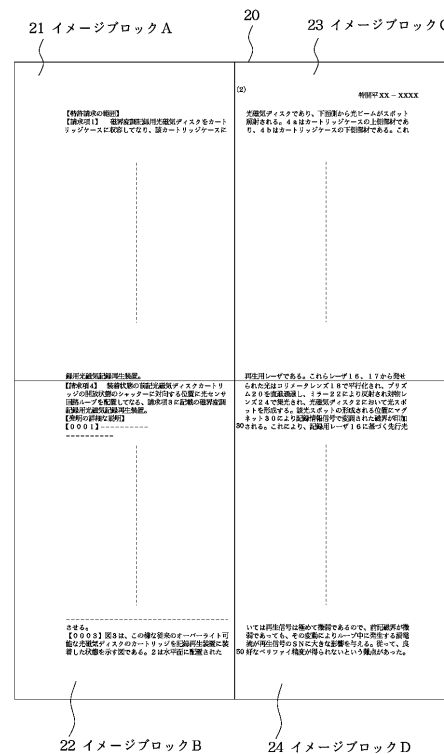 21 イメージブロックA
20
23 イメージブロックC
(2)
特開平XX－XXXX
【特許請求の範囲】
【請求項1】 磁界変調記録用光磁気ディスクをカート
リッジケースに収容してなり、該カートリッジケースに
録用光磁気記録再生装置。
【請求項4】 装着状態の前記光磁気ディスクカートリ
ッジの開放状態のシャッターに対向する位置に光センサ
回路ループを配置してなる、請求項3に記載の磁界変調
記録用光磁気記録再生装置。
【発明の詳細な説明】
【0001】
させる。
【0003】図3は、この様な従来のオーバーライト可
能な光磁気ディスクのカートリッジを記録再生装置に装
着した状態を示す図である。2は水平面に配置された
光磁気ディスクであり、下面側から光ビームがスポット
照射される。4aはカートリッジケースの上側部材であ
り、4bはカートリッジケースの下側部材である。これ
再生用レーザである。これらレーザ16、17から発せ
られた光はコリメータレンズ18で平行化され、プリズ
ム20を直載満過し、ミラー22により反射され対物レ
ンズ24で集光され、光磁気ディスク2において光スポ
ットを形成する。該光スポットの形成される位置にマグ
ネット30により記録情報信号で変調された磁界が印加
30 される。これにより、記録用レーザ16に基づく先行光
いては再生信号は極めて微弱であるので、前記磁界が微
弱であっても、その変動によりループ中に発生する誘電
流が再生信号のSNに大きな影響を与える。従って、良
50 好なベリファイ精度が得られないという難点があった。
22 イメージブロックB
24 イメージブロックD